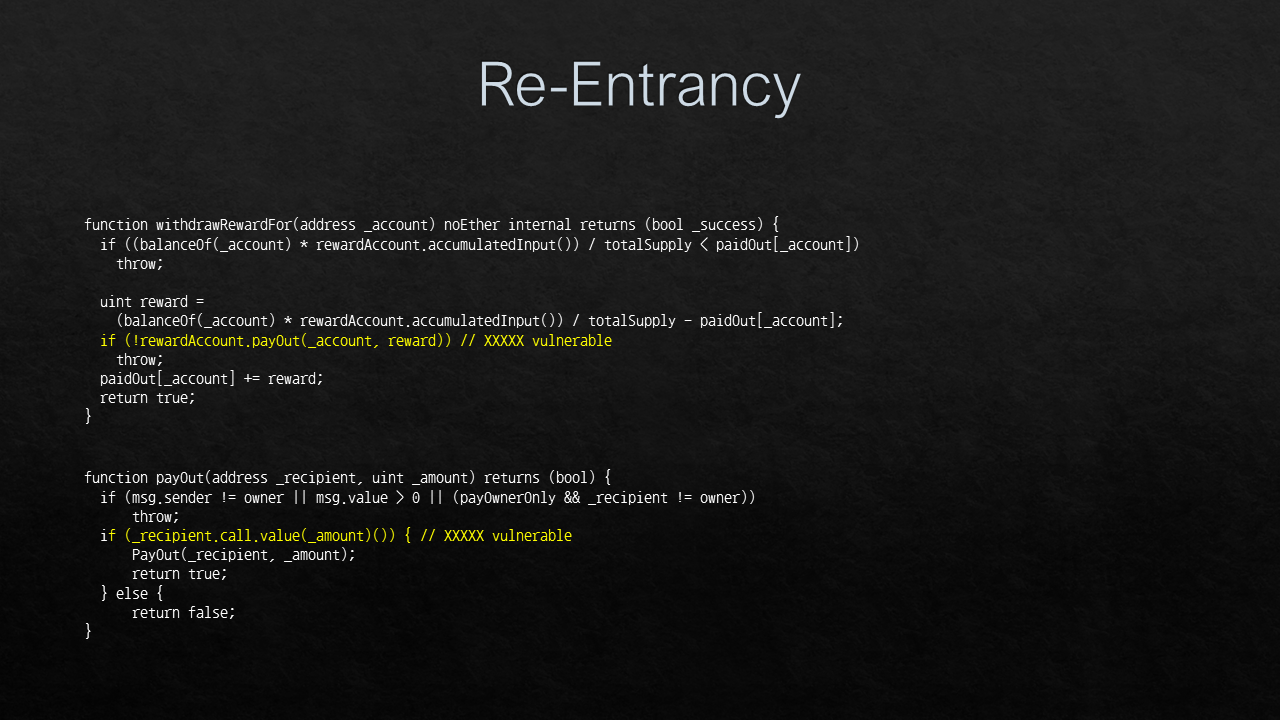 Re-Entrancy
function withdrawRewardFor(address _account) noEther internal returns (bool _success) {
  if ((balanceOf(_account) * rewardAccount.accumulatedInput()) / totalSupply < paidOut[_account])
    throw;
  uint reward =
    (balanceOf(_account) * rewardAccount.accumulatedInput()) / totalSupply - paidOut[_account];
  if (!rewardAccount.payOut(_account, reward)) // XXXXX vulnerable
    throw;
  paidOut[_account] += reward;
  return true;
}
function payOut(address _recipient, uint _amount) returns (bool) {
  if (msg.sender != owner || msg.value > 0 || (payOwnerOnly && _recipient != owner))
      throw;
  if (_recipient.call.value(_amount)()) { // XXXXX vulnerable
      PayOut(_recipient, _amount);
      return true;
  } else {
      return false;
}